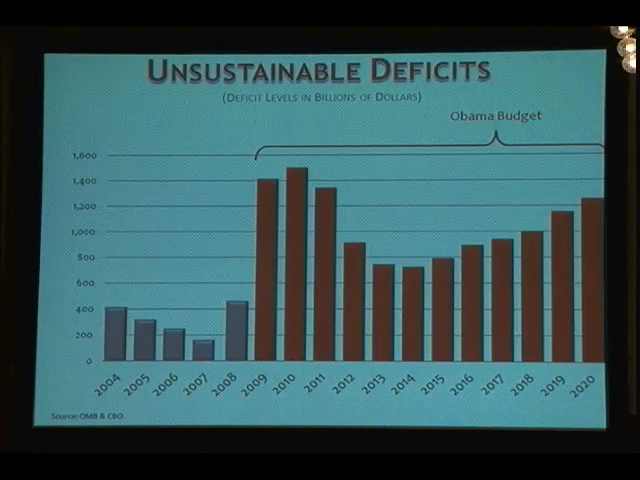 UNSUSTAINABLE DEFICITS
(DEFICIT LEVELS IN BILLIONS OF DOLLARS)
Obama Budget
1,600
1,400
1,200
1,000
800
600
400
200
0
2004 2005 2006 2007 2008 2009 2010 2011 2012 2013 2014 2015 2016 2017 2018 2019 2020
Source: OMB & CBO